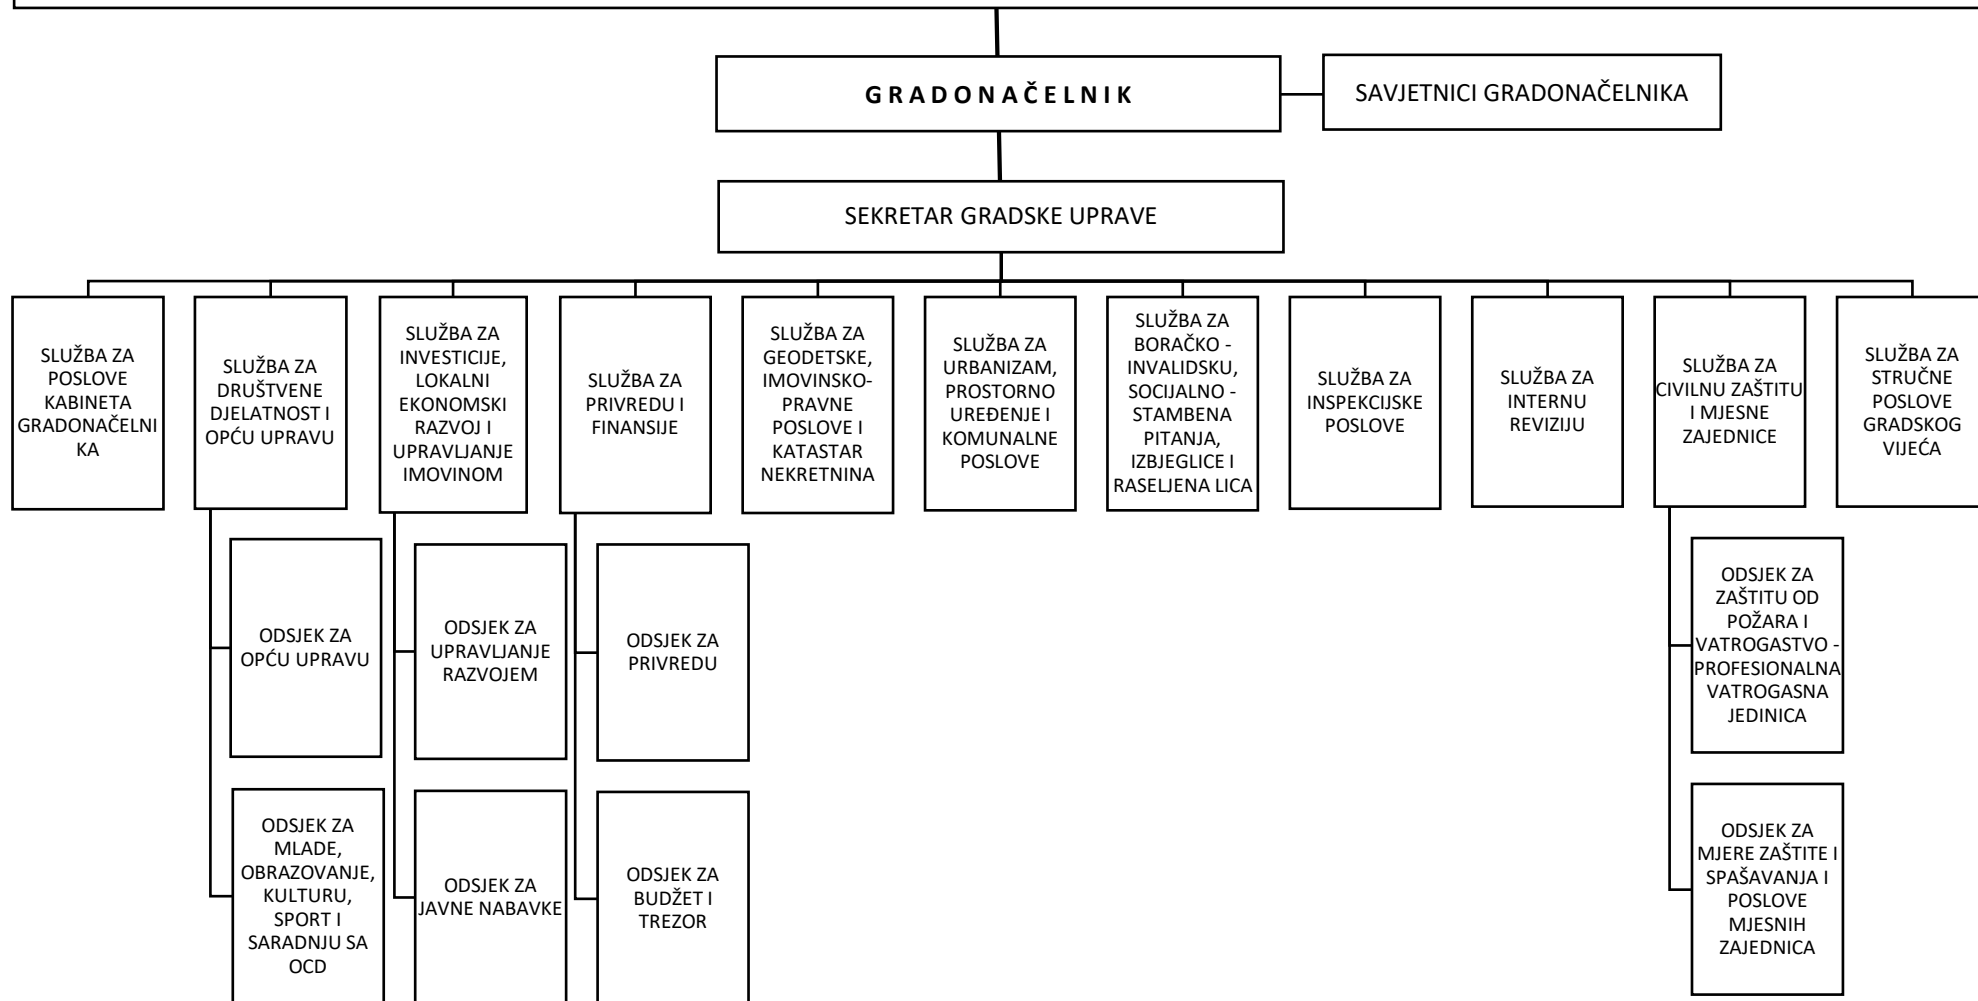 GRADONAČELNIK
SAVJETNICI GRADONAČELNIKA
SEKRETAR GRADSKE UPRAVE
SLUŽBA ZA
POSLOVE
KABINETA
GRADONAČELNI
KA
SLUŽBA ZA
DRUŠTVENE
DJELATNOST I
OPĆU UPRAVU
SLUŽBA ZA
INVESTICIJE,
LOKALNI
EKONOMSKI
RAZVOJ I
UPRAVLJANJE
IMOVINOM
SLUŽBA ZA
PRIVREDU I
FINANSIJE
SLUŽBA ZA
GEODETSKE,
IMOVINSKO-
PRAVNE
POSLOVE I
KATASTAR
NEKRETNINA
SLUŽBA ZA
URBANIZAM,
PROSTORNO
UREĐENJE I
KOMUNALNE
POSLOVE
SLUŽBA ZA
BORAČKO -
INVALIDSKU,
SOCIJALNO -
STAMBENA
PITANJA,
IZBJEGLICE I
RASELJENA LICA
SLUŽBA ZA
INSPEKCIJSKE
POSLOVE
SLUŽBA ZA
INTERNU
REVIZIJU
SLUŽBA ZA
CIVILNU ZAŠTITU
I MJESNE
ZAJEDNICE
SLUŽBA ZA
STRUČNE
POSLOVE
GRADSKOG
VIJEĆA
ODSJEK ZA
OPĆU UPRAVU
ODSJEK ZA
UPRAVLJANJE
RAZVOJEM
ODSJEK ZA
PRIVREDU
ODSJEK ZA
ZAŠTITU OD
POŽARA I
VATROGASTVO -
PROFESIONALNA
VATROGASNA
JEDINICA
ODSJEK ZA
MLADE,
OBRAZOVANJE,
KULTURU,
SPORT I
SARADNJU SA
OCD
ODSJEK ZA
JAVNE NABAVKE
ODSJEK ZA
BUDŽET I
TREZOR
ODSJEK ZA
MJERE ZAŠTITE I
SPAŠAVANJA I
POSLOVE
MJESNIH
ZAJEDNICA